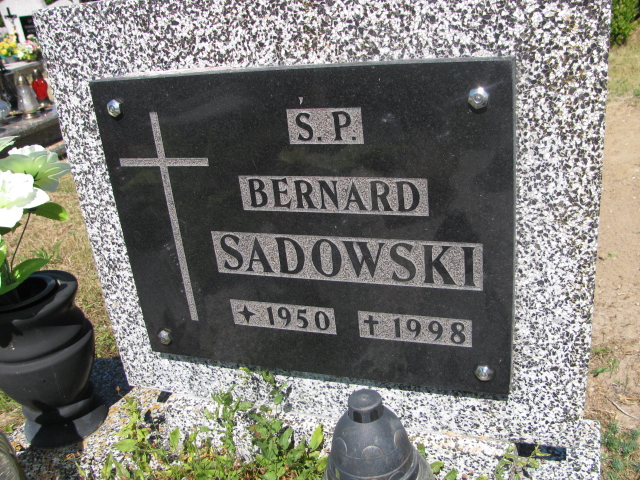 Ś. P.
BERNARD
SADOWSKI
1950 1998